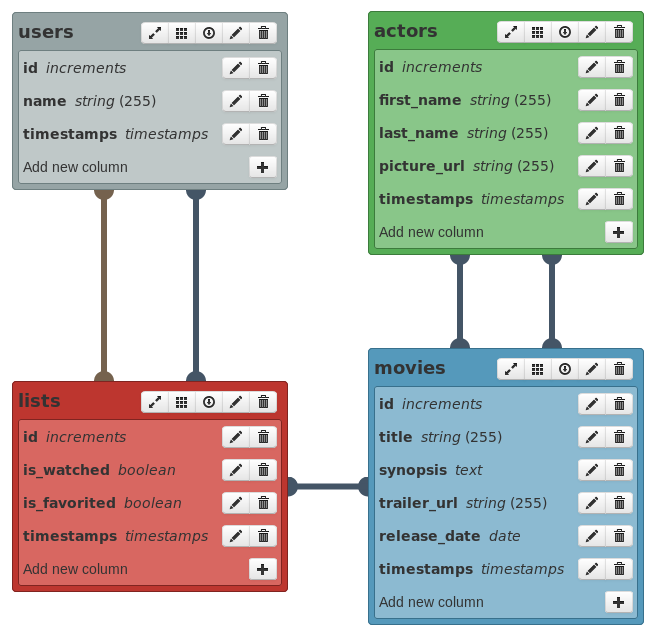 users
id increments
name string (255)
timestamps timestamps
Add new column
actors
id increments
first_name string (255)
last_name string (255)
picture_url string (255)
timestamps timestamps
Add new column
lists
id increments
is_watched boolean
is_favorited boolean
timestamps timestamps
Add new column
movies
id increments
title string (255)
synopsis text
trailer_url string (255)
release_date date
timestamps timestamps
Add new column